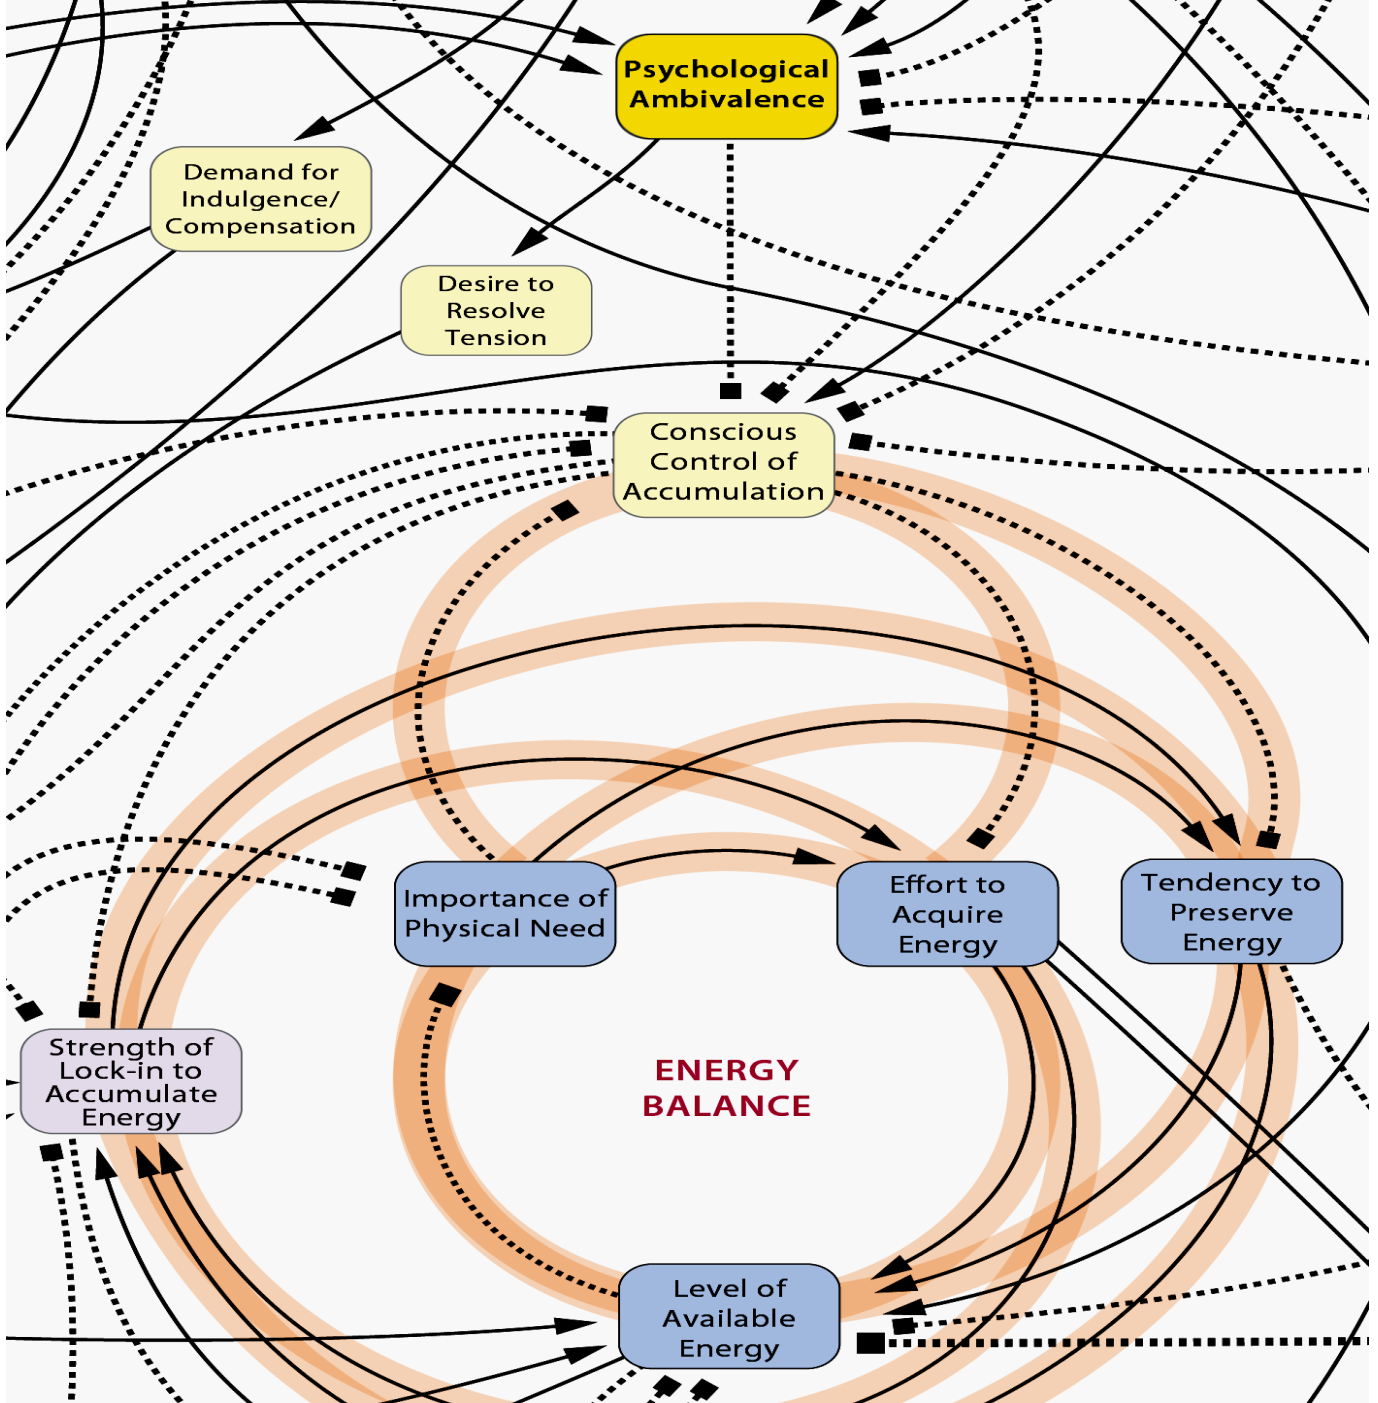 Psychological
Ambivalence
Demand for
Indulgence/
Compensation
Desire to
Resolve
Tension
Conscious
Control of
Accumulation
Importance of
Physical Need
Effort to
Acquire
Energy
Tendency to
Preserve
Energy
Strength of
Lock-in to
Accumulate
Energy
ENERGY
BALANCE
Level of
Available
Energy